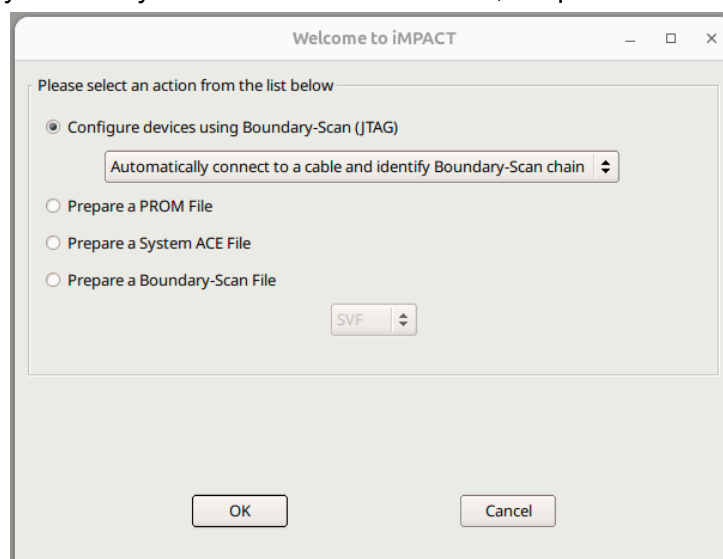 Welcome to iMPACT
Please select an action from the list below
Configure devices using Boundary-Scan (JTAG)
Automatically connect to a cable and identify Boundary-Scan chain
Prepare a PROM File
Prepare a System ACE File
Prepare a Boundary-Scan File
SVF
OK Cancel